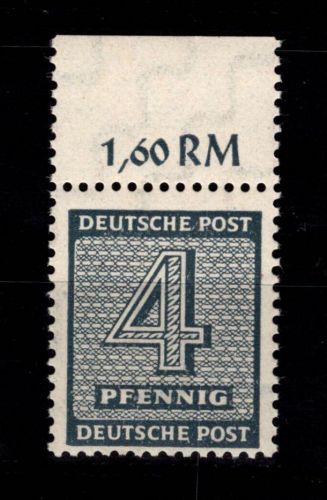 1,60 RM
DEUTSCHE POST
4
PFENNIG
DEUTSCHE POST